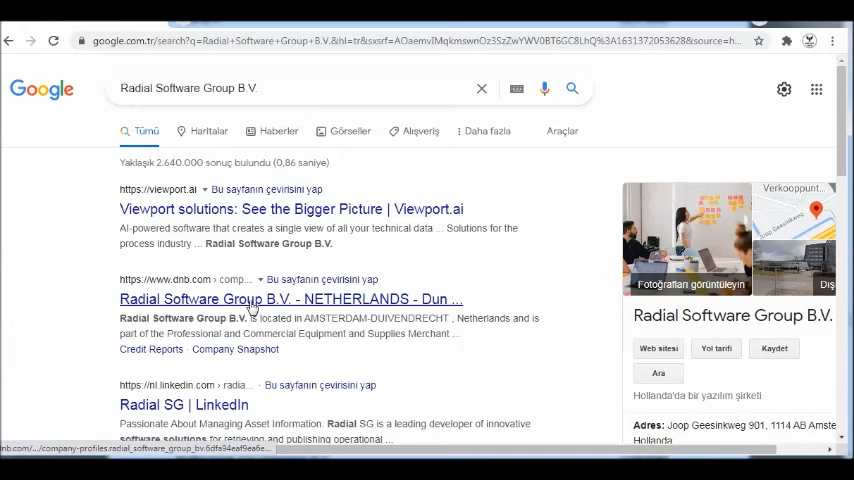 google.com.tr/search?q=Radial+Software+Group+B.V.&hl=tr&sxsrf=AOaemvIMqkmswnOz3SzZwYWV0BT6GC8LhQ%3A1631372053628&source=h...
Google
Radial Software Group B.V.
Tümü
Haritalar
Haberler
Görseller
Alışveriş
Daha fazla
Araçlar
Yaklaşık 2.640.000 sonuç bulundu (0,86 saniye)
https://viewport.ai
Bu sayfanın çevirisini yap
Viewport solutions: See the Bigger Picture | Viewport.ai
AI-powered software that creates a single view of all your technical data ... Solutions for the
process industry ... Radial Software Group B.V.
https://www.dnb.com › comp...
Bu sayfanın çevirisini yap
Radial Software Group B.V. - NETHERLANDS - Dun ...
Radial Software Group B.V. is located in AMSTERDAM-DUIVENDRECHT , Netherlands and is
part of the Professional and Commercial Equipment and Supplies Merchant ...
Credit Reports · Company Snapshot
https://nl.linkedin.com › radia...
Bu sayfanın çevirisini yap
Radial SG | LinkedIn
Passionate About Managing Asset Information. Radial SG is a leading developer of innovative
software solutions for retrieving and publishing operational ...
Verkooppunt...
Joop Geesinkweg
Fotoğrafları görüntüleyin
Dış
Radial Software Group B.V.
Web sitesi
Yol tarifi
Kaydet
Ara
Hollanda'da bir yazılım şirketi
Adres: Joop Geesinkweg 901, 1114 AB Amste
Hollanda